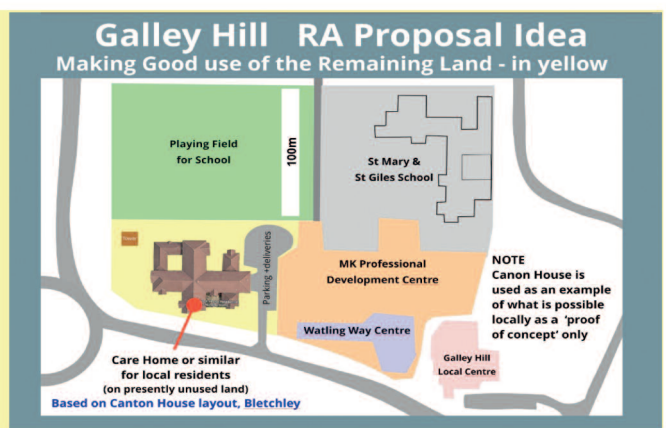 Galley Hill RA Proposal Idea
Making Good use of the Remaining Land - in yellow
Playing Field
for School
100m
St Mary &
St Giles School
Parking +deliveries
MK Professional
Development Centre
Watling Way Centre
Galley Hill
Local Centre
NOTE
Canon House is
used as an example
of what is possible
locally as a 'proof
of concept' only
Care Home or similar
for local residents
(on presently unused land)
Based on Canton House layout, Bletchley